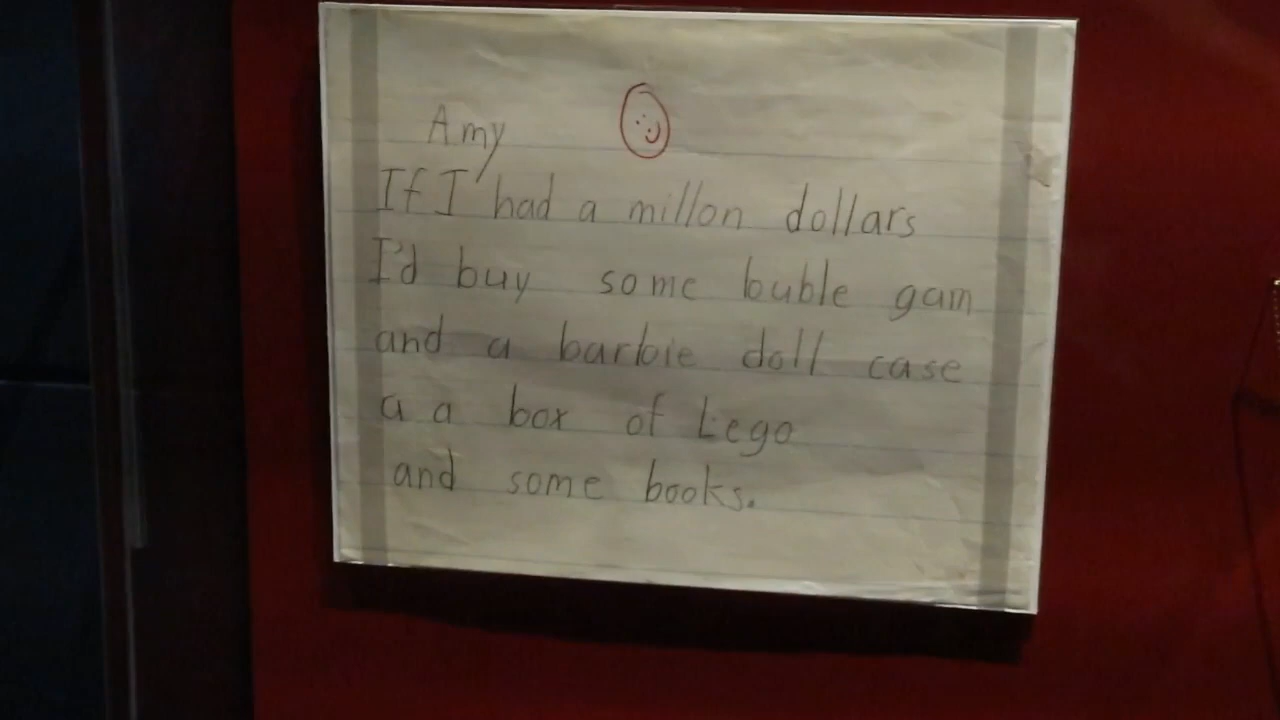 Amy
If I had a millon dollars
I'd buy some buble gam
and a barbie doll case
a a box of Lego
and some books.